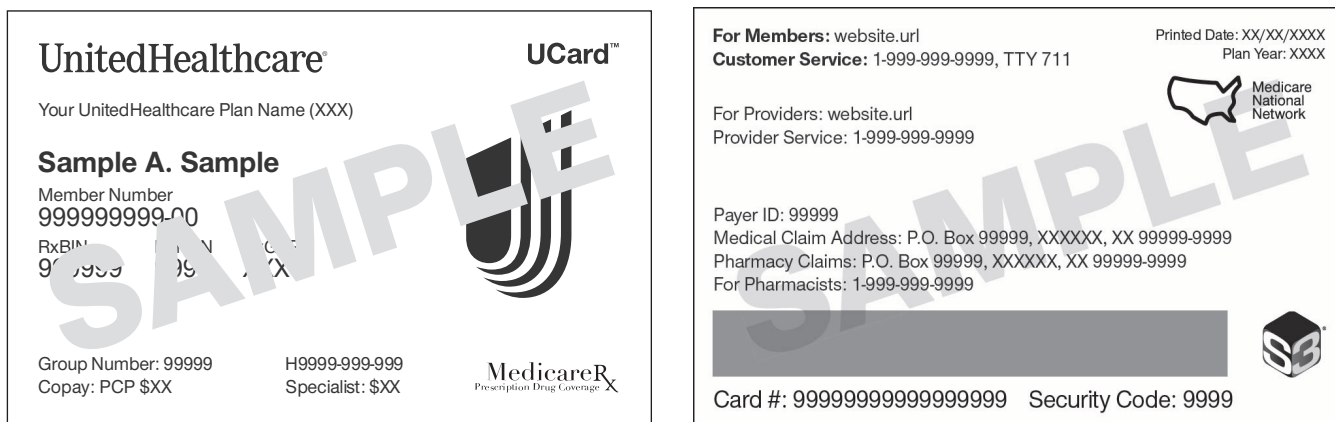 UnitedHealthcare®
UCard™
Your UnitedHealthcare Plan Name (XXX)
Sample A. Sample
Member Number
999999999-00
RxBIN
Group Number: 99999
H9999-999-999
Copay: PCP $XX
Specialist: $XX
MedicareRx
Prescription Drug Coverage
SAMPLE
For Members: website.url
Customer Service: 1-999-999-9999, TTY 711
Printed Date: XX/XX/XXXX
Plan Year: XXXX
Medicare
National
Network
For Providers: website.url
Provider Service: 1-999-999-9999
Payer ID: 99999
Medical Claim Address: P.O. Box 99999, XXXXXX, XX 99999-9999
Pharmacy Claims: P.O. Box 99999, XXXXXX, XX 99999-9999
For Pharmacists: 1-999-999-9999
S3
Card #: 99999999999999999
Security Code: 9999
SAMPLE